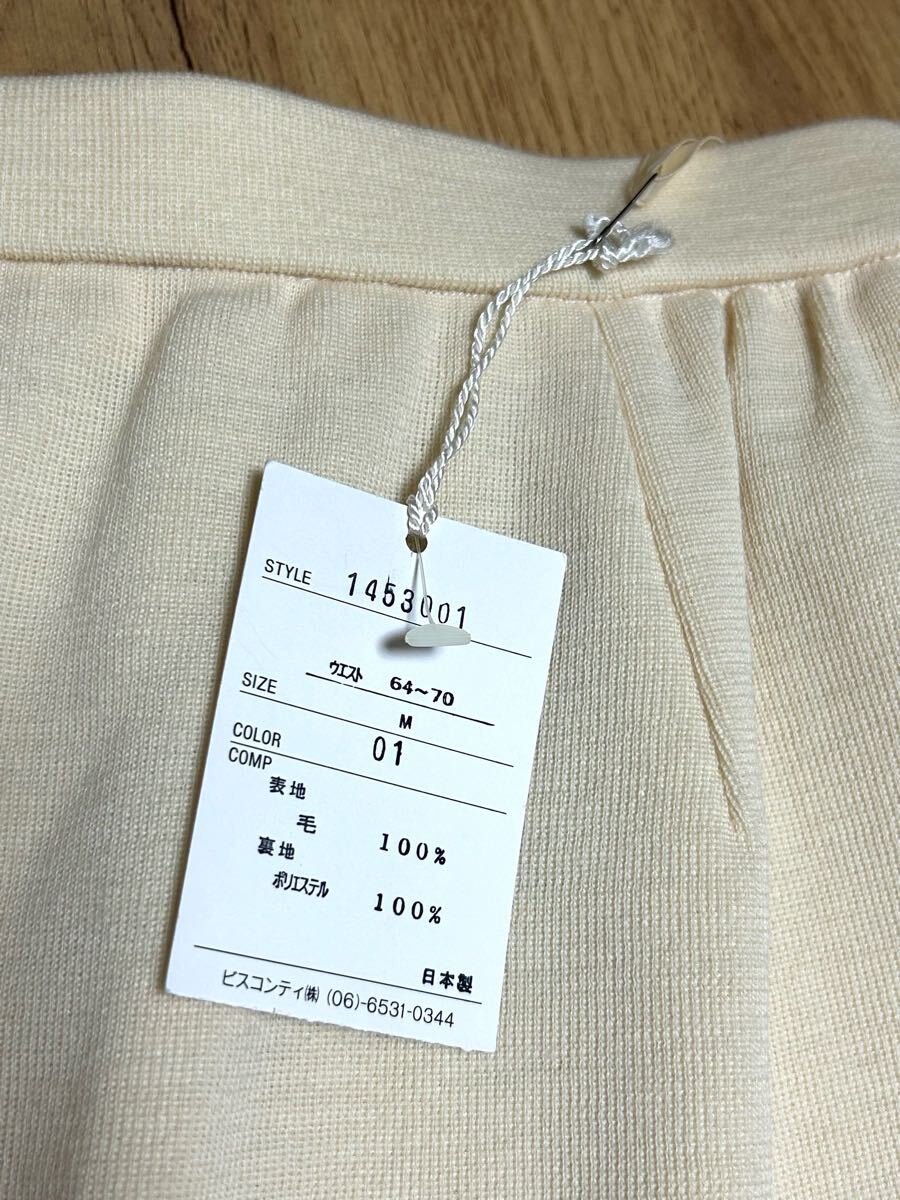 STYLE 1453001
ウエスト 64~70
SIZE M
COLOR 01
COMP
表地
毛 100%
裏地
ポリエステル 100%
日本製
ビスコンティ㈱ (06)-6531-0344